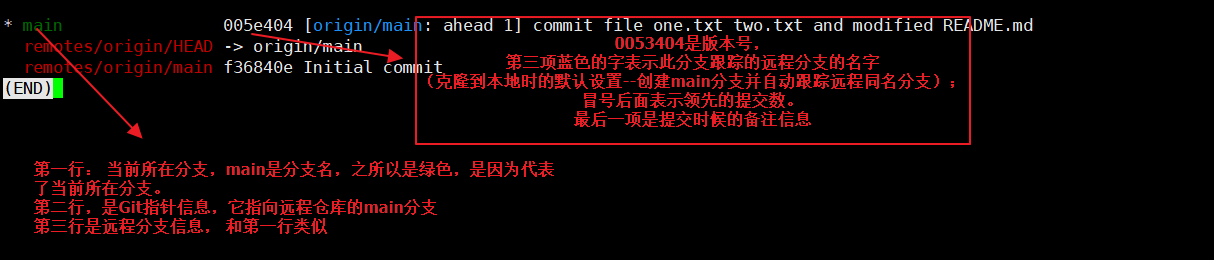 * main 005e404 [origin/main: ahead 1] commit file one.txt two.txt and modified README.md
remotes/origin/HEAD -> origin/main
remotes/origin/main f36840e Initial commit
(END)
0053404是版本号，
第三项蓝色的字表示此分支跟踪的远程分支的名字
（克隆到本地时的默认设置--创建main分支并自动跟踪远程同名分支）；
冒号后面表示领先的提交数。
最后一项是提交时候的备注信息
第一行： 当前所在分支，main是分支名，之所以是绿色，是因为代表
了当前所在分支。
第二行，是Git指针信息，它指向远程仓库的main分支
第三行是远程分支信息， 和第一行类似